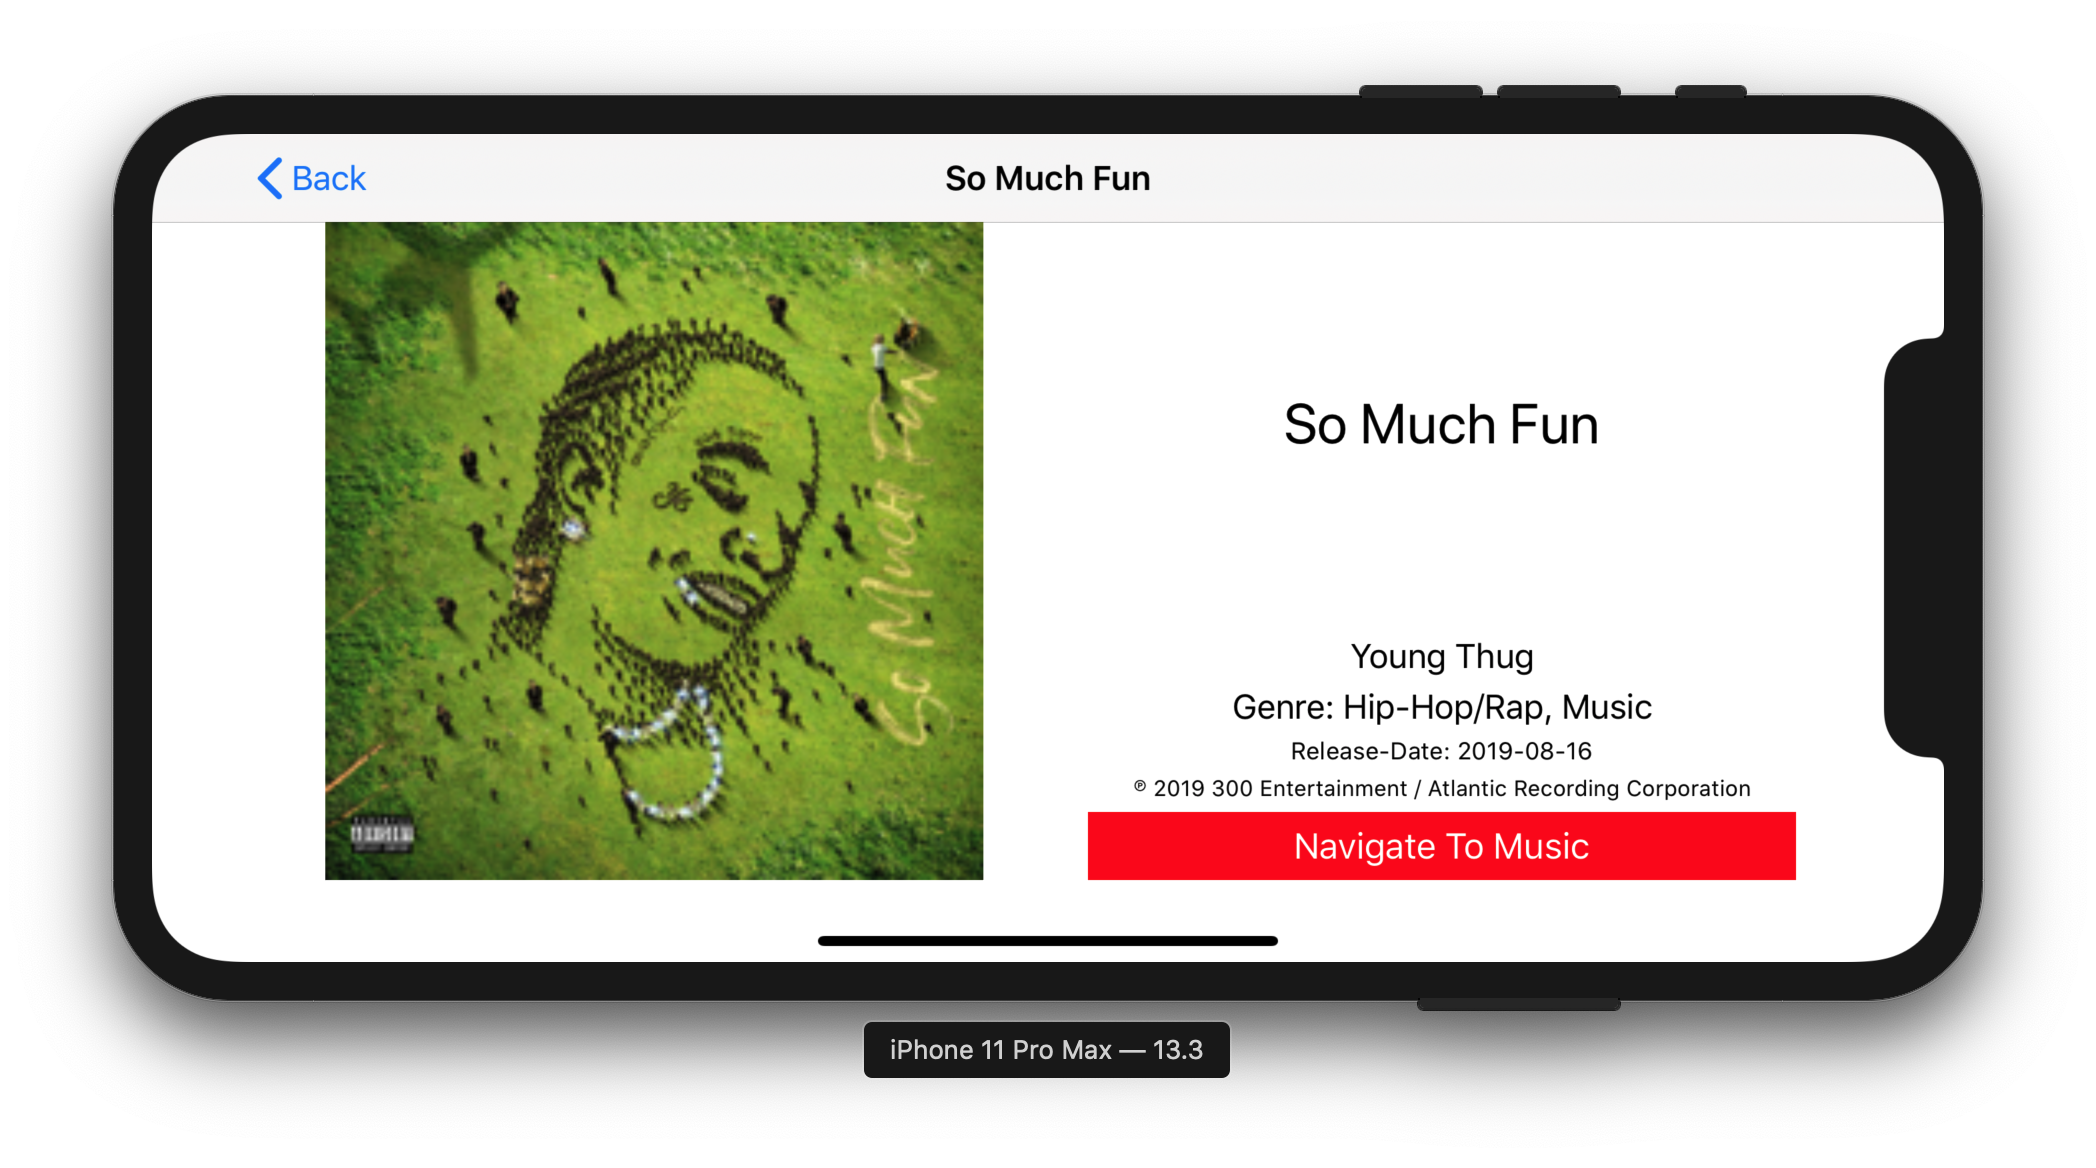 Back
So Much Fun
So Much Fun
So Much Fun
Young Thug
Genre: Hip-Hop/Rap, Music
Release-Date: 2019-08-16
℗ 2019 300 Entertainment / Atlantic Recording Corporation
Navigate To Music
iPhone 11 Pro Max — 13.3